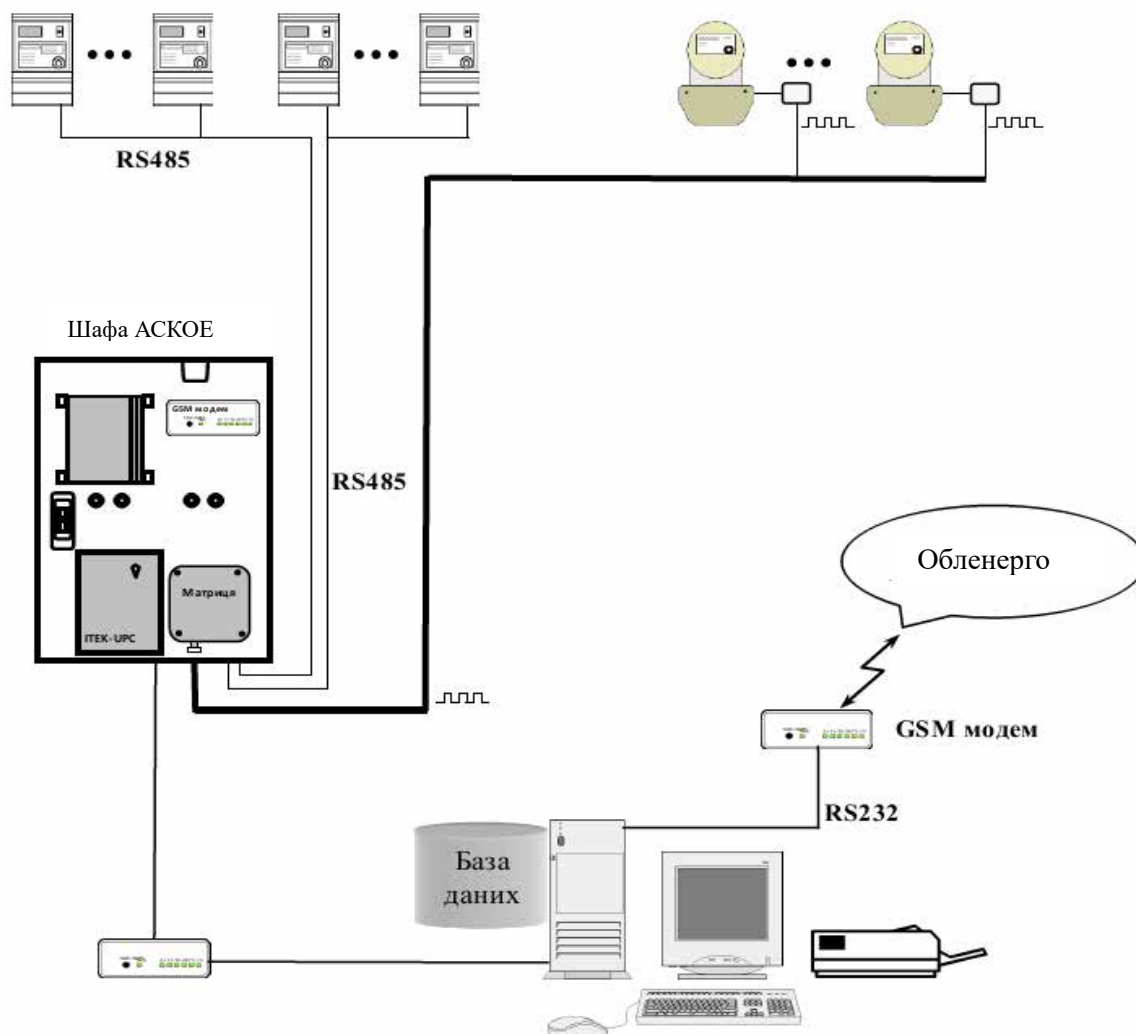 RS485
Шафа АСКОЕ
GSM модем
RS485
Матриця
ITEK-UPC
Обленерго
GSM модем
RS232
База
даних